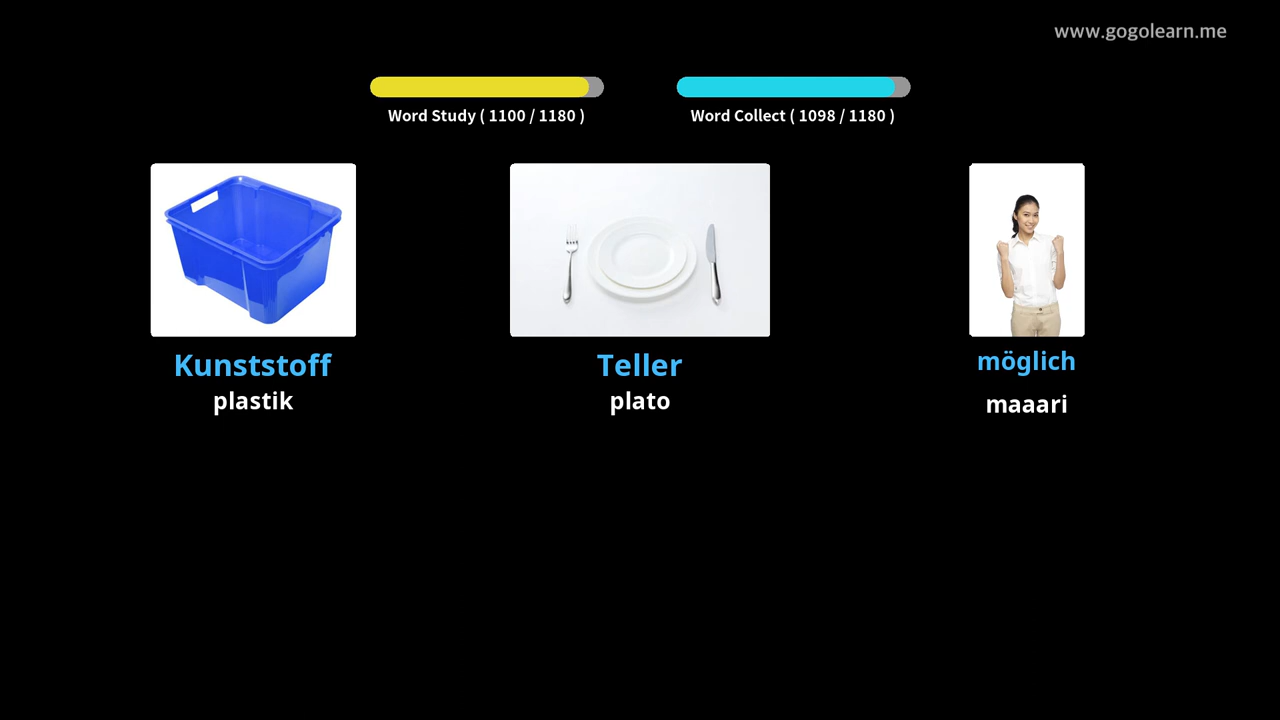 www.gogolearn.me
Word Study ( 1100 / 1180 )
Word Collect ( 1098 / 1180 )
Kunststoff
plastik
Teller
plato
möglich
maaari